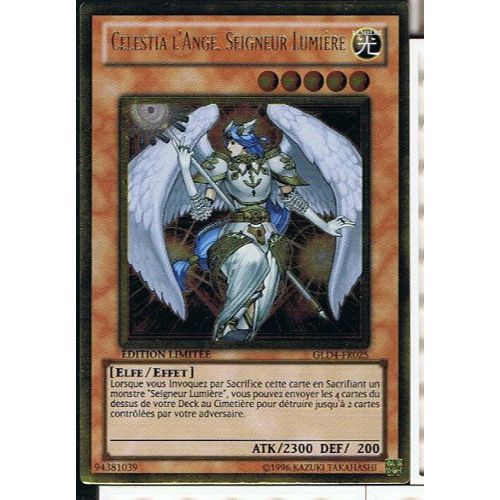 Celestia l'Ange, Seigneur Lumière
LUMIÈRE
光
EDITION LIMITÉE
GLD4-FR025
[Elfe/Effet]
Lorsque vous Invoquez par Sacrifice cette carte en Sacrifiant un
monstre "Seigneur Lumière", vous pouvez envoyer les 4 cartes du
dessus de votre Deck au Cimetière pour détruire jusqu'à 2 cartes
contrôlées par votre adversaire.
ATK/2300 DEF/ 200
94381039
©1996 KAZUKI TAKAHASHI